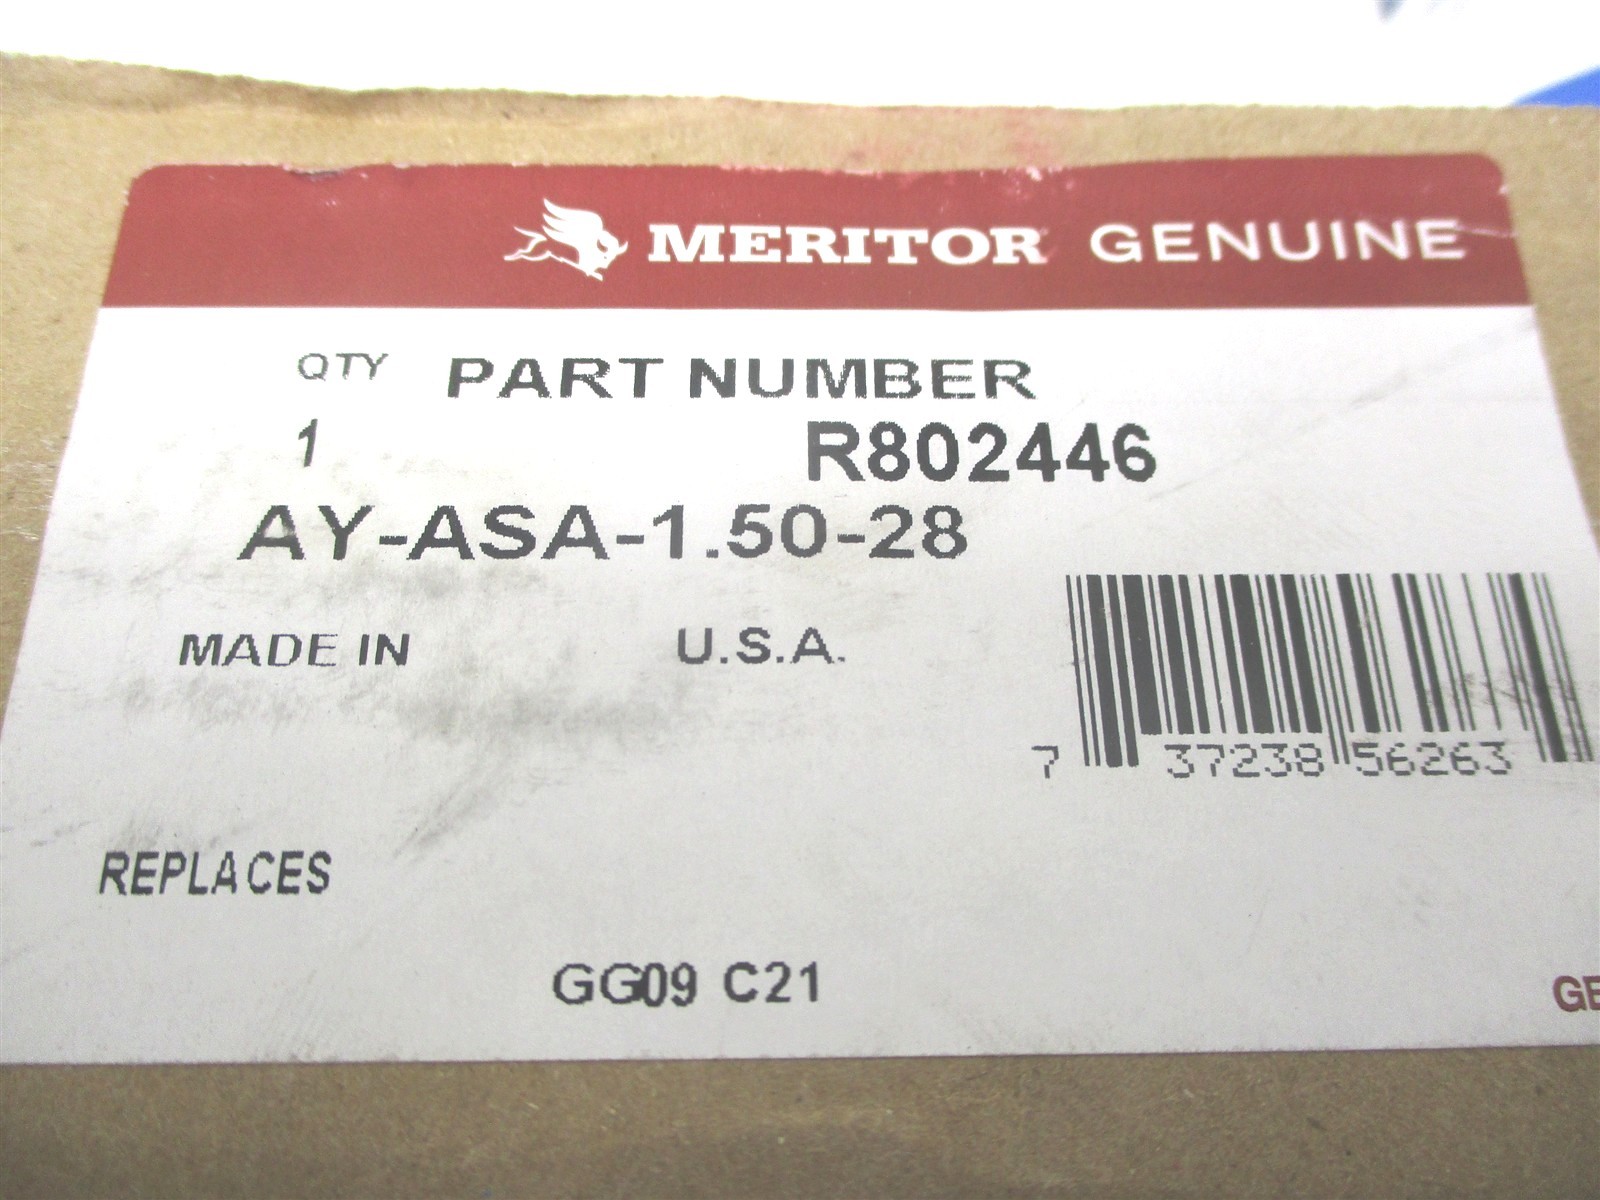 MERITOR GENUINE
QTY PART NUMBER
1 R802446
AY-ASA-1.50-28
MADE IN U.S.A.
7 37238 56263
REPLACES
GG09 C21